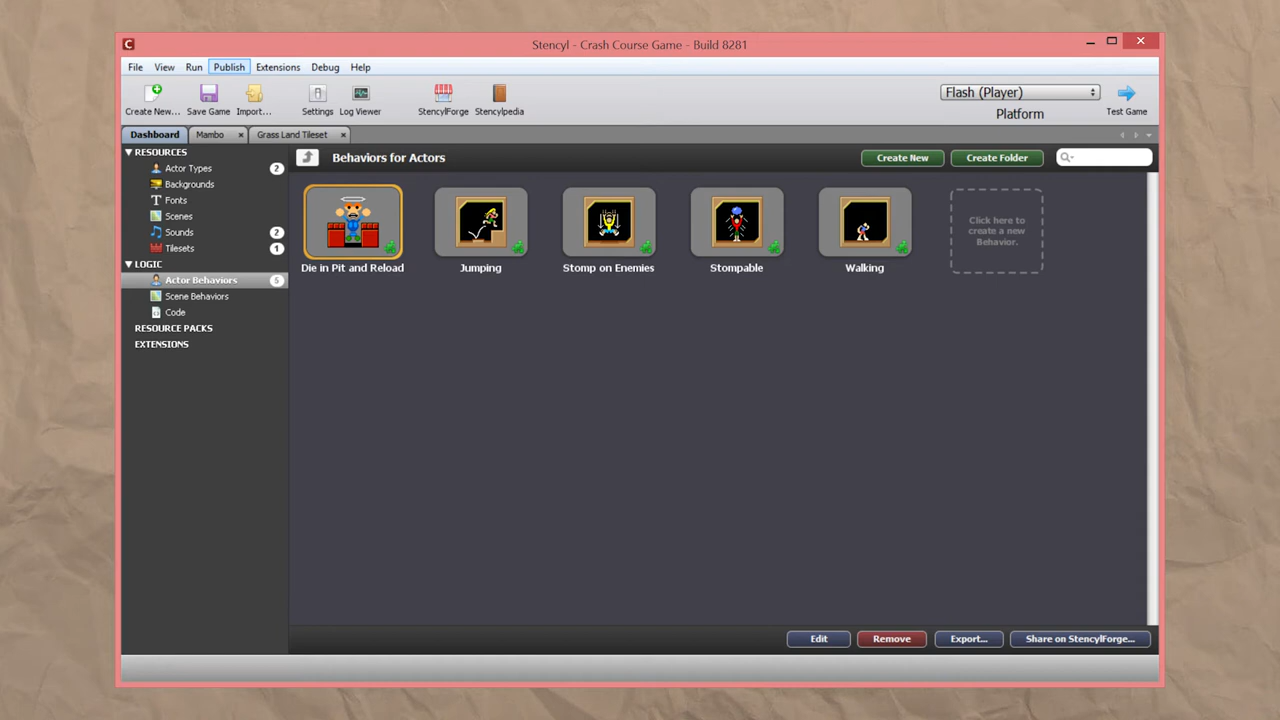 Stencyl - Crash Course Game - Build 8281
File View Run Publish Extensions Debug Help
Create New... Save Game Import... Settings Log Viewer StencylForge Stencylpedia
Flash (Player)
Platform
Test Game
Dashboard Mambo Grass Land Tileset
RESOURCES
Actor Types 2
Backgrounds
Fonts
Scenes
Sounds 2
Tilesets 1
LOGIC
Actor Behaviors 5
Scene Behaviors
Code
RESOURCE PACKS
EXTENSIONS
Behaviors for Actors
Create New Create Folder
Die in Pit and Reload Jumping Stomp on Enemies Stompable Walking
Click here to
create a new
Behavior.
Edit Remove Export... Share on StencylForge...